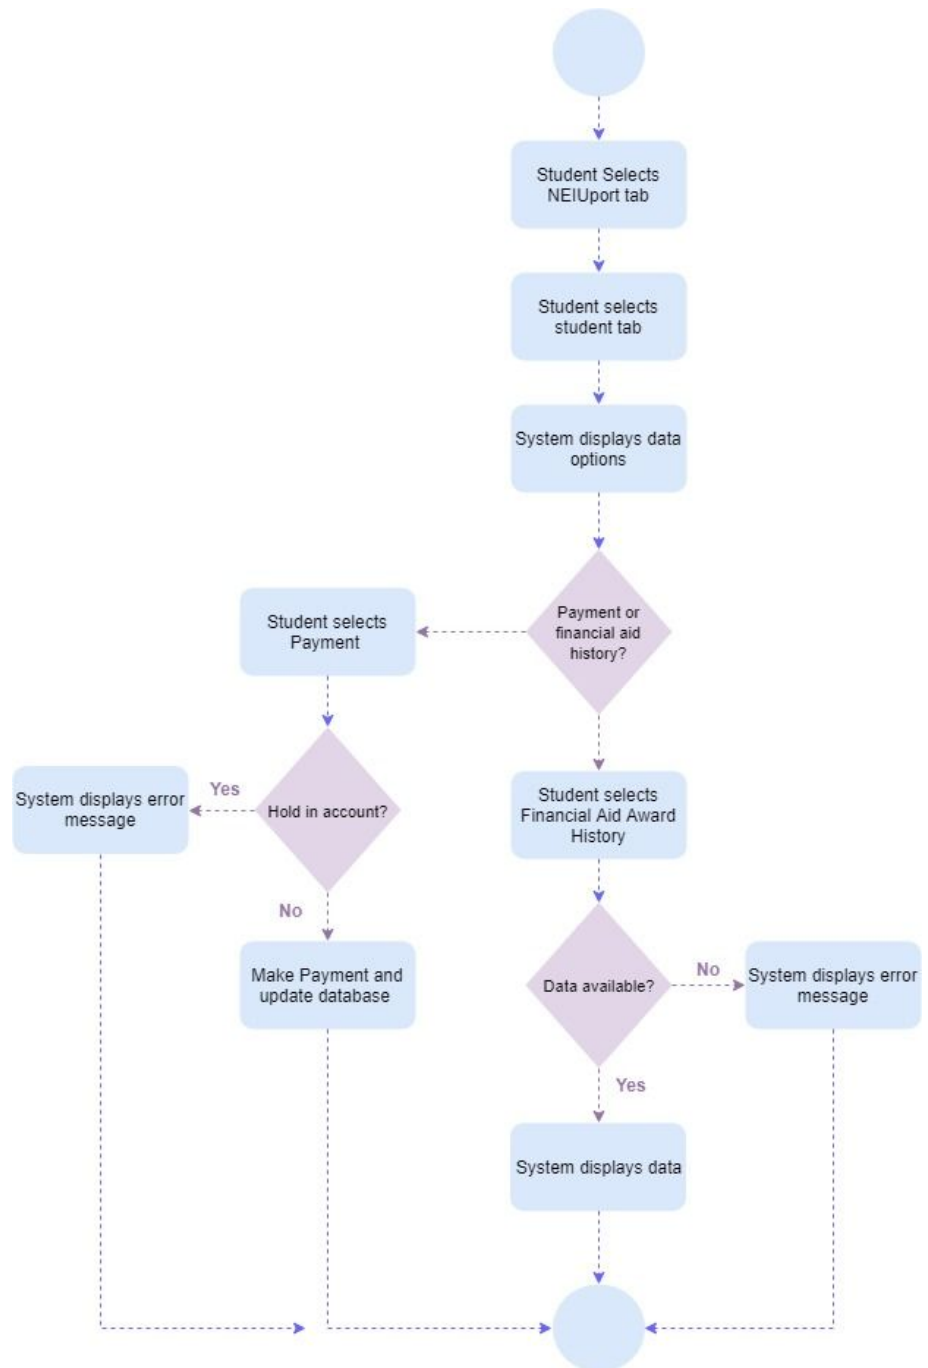 Student Selects
NEIUport tab
Student selects
student tab
System displays data
options
Payment or
financial aid
history?
Student selects
Payment
Hold in account?
Yes
System displays error
message
No
Make Payment and
update database
Student selects
Financial Aid Award
History
Data available?
No
System displays error
message
Yes
System displays data